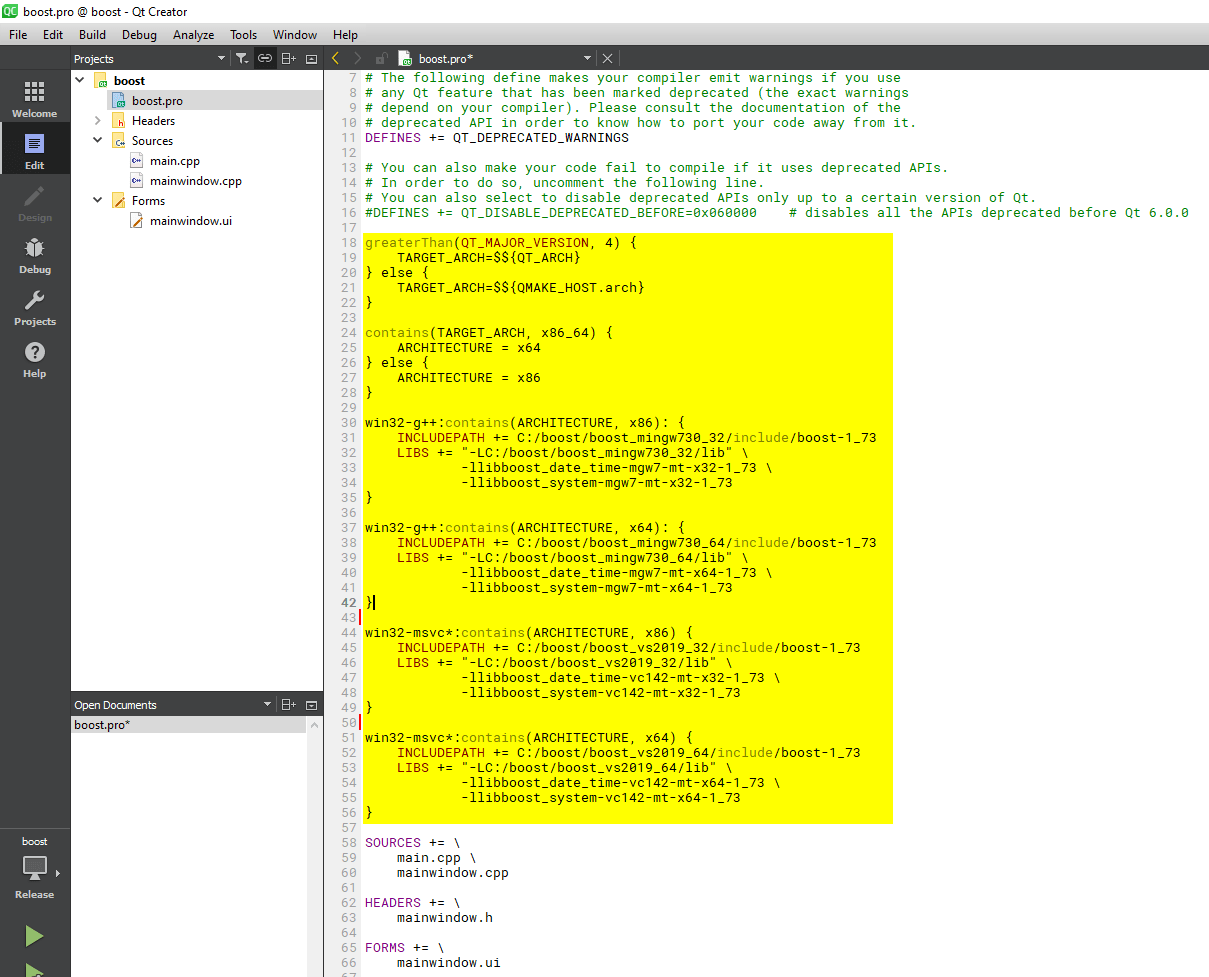 boost.pro @ boost - Qt Creator
File Edit Build Debug Analyze Tools Window Help
Projects
boost.pro*
Welcome
Edit
Design
Debug
Projects
Help
boost
boost.pro
Headers
Sources
main.cpp
mainwindow.cpp
Forms
mainwindow.ui
Open Documents
boost.pro*
boost
Release
7 # The following define makes your compiler emit warnings if you use
8 # any Qt feature that has been marked deprecated (the exact warnings
9 # depend on your compiler). Please consult the documentation of the
10 # deprecated API in order to know how to port your code away from it.
11 DEFINES += QT_DEPRECATED_WARNINGS
12
13 # You can also make your code fail to compile if it uses deprecated APIs.
14 # In order to do so, uncomment the following line.
15 # You can also select to disable deprecated APIs only up to a certain version of Qt.
16 #DEFINES += QT_DISABLE_DEPRECATED_BEFORE=0x060000    # disables all the APIs deprecated before Qt 6.0.0
17
18 greaterThan(QT_MAJOR_VERSION, 4) {
19     TARGET_ARCH=$${QT_ARCH}
20 } else {
21     TARGET_ARCH=$${QMAKE_HOST.arch}
22 }
23
24 contains(TARGET_ARCH, x86_64) {
25     ARCHITECTURE = x64
26 } else {
27     ARCHITECTURE = x86
28 }
29
30 win32-g++:contains(ARCHITECTURE, x86): {
31     INCLUDEPATH += C:/boost/boost_mingw730_32/include/boost-1_73
32     LIBS += "-LC:/boost/boost_mingw730_32/lib" \
33             -llibboost_date_time-mgw7-mt-x32-1_73 \
34             -llibboost_system-mgw7-mt-x32-1_73
35 }
36
37 win32-g++:contains(ARCHITECTURE, x64): {
38     INCLUDEPATH += C:/boost/boost_mingw730_64/include/boost-1_73
39     LIBS += "-LC:/boost/boost_mingw730_64/lib" \
40             -llibboost_date_time-mgw7-mt-x64-1_73 \
41             -llibboost_system-mgw7-mt-x64-1_73
42 }
43
44 win32-msvc*:contains(ARCHITECTURE, x86) {
45     INCLUDEPATH += C:/boost/boost_vs2019_32/include/boost-1_73
46     LIBS += "-LC:/boost/boost_vs2019_32/lib" \
47             -llibboost_date_time-vc142-mt-x32-1_73 \
48             -llibboost_system-vc142-mt-x32-1_73
49 }
50
51 win32-msvc*:contains(ARCHITECTURE, x64) {
52     INCLUDEPATH += C:/boost/boost_vs2019_64/include/boost-1_73
53     LIBS += "-LC:/boost/boost_vs2019_64/lib" \
54             -llibboost_date_time-vc142-mt-x64-1_73 \
55             -llibboost_system-vc142-mt-x64-1_73
56 }
57
58 SOURCES += \
59     main.cpp \
60     mainwindow.cpp
61
62 HEADERS += \
63     mainwindow.h
64
65 FORMS += \
66     mainwindow.ui
67